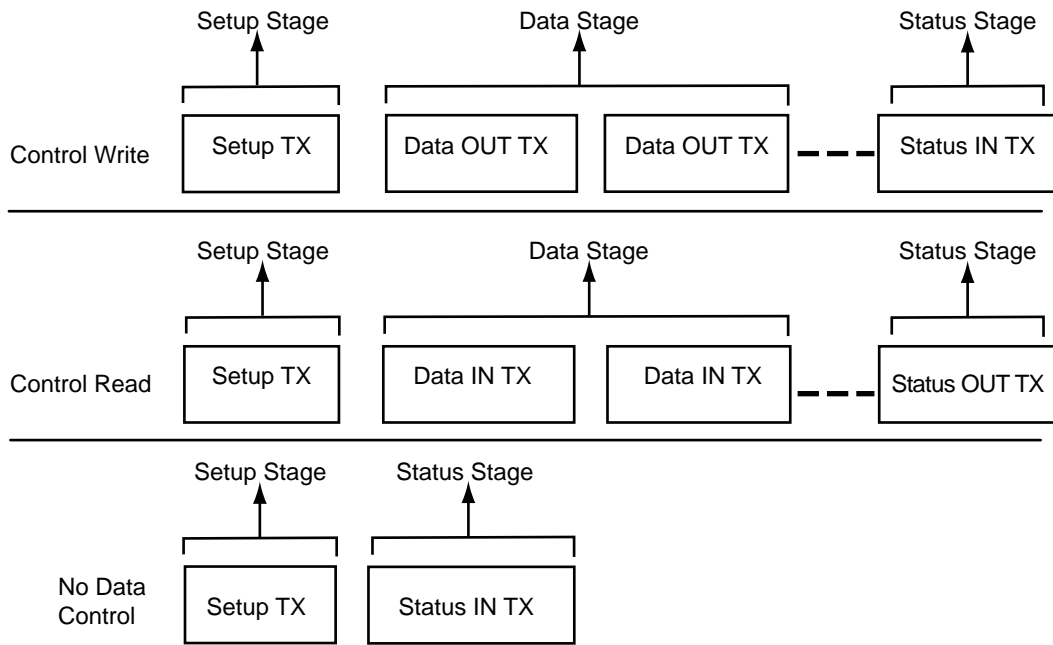 Setup Stage
Data Stage
Status Stage
Control Write
Setup TX
Data OUT TX
Data OUT TX
Status IN TX
Setup Stage
Data Stage
Status Stage
Control Read
Setup TX
Data IN TX
Data IN TX
Status OUT TX
Setup Stage
Status Stage
No Data
Control
Setup TX
Status IN TX